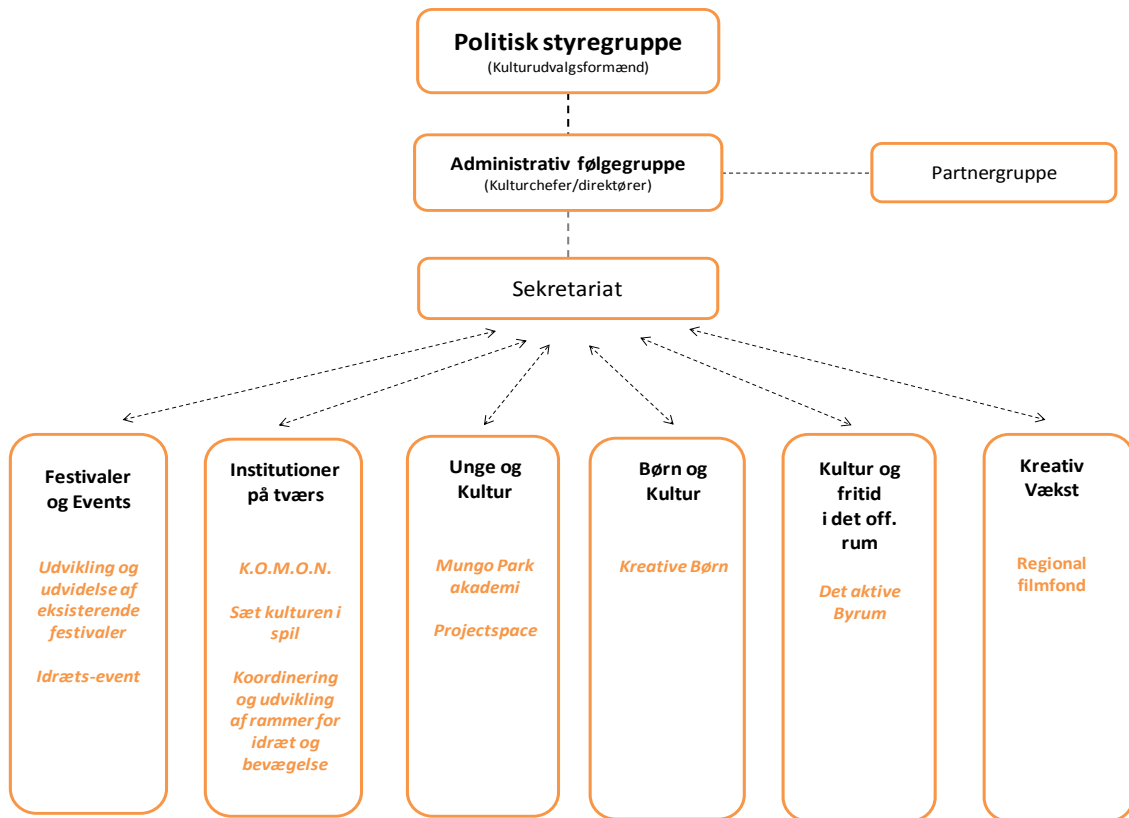 Politisk styregruppe
(Kulturudvalgsformænd)
Administrativ følgegruppe
(Kulturchefer/direktører)
Partnergruppe
Sekretariat
Festivaler
og Events
Udvikling og
udvidelse af
eksisterende
festivaler
Idræts-event
Institutioner
på tværs
K.O.M.O.N.
Sæt kulturen i
spil
Koordinering
og udvikling
af rammer for
idræt og
bevægelse
Unge og
Kultur
Mungo Park
akademi
Projectspace
Børn og
Kultur
Kreative Børn
Kultur og
fritid
i det off.
rum
Det aktive
Byrum
Kreativ
Vækst
Regional
filmfond